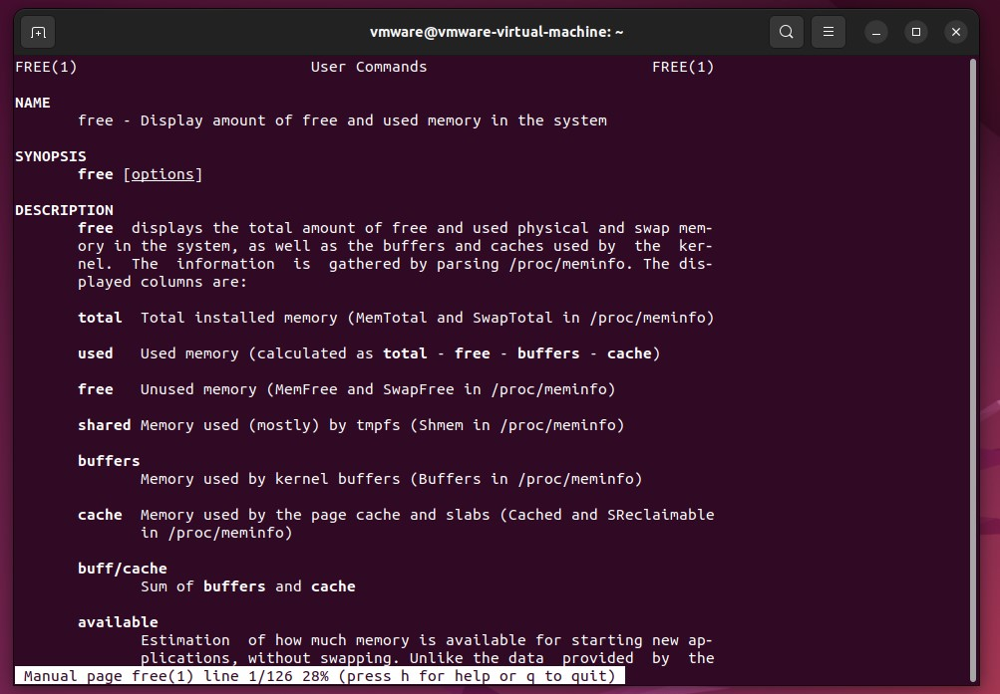 vmware@vmware-virtual-machine: ~
FREE(1) User Commands FREE(1)
NAME
free - Display amount of free and used memory in the system
SYNOPSIS
free [options]
DESCRIPTION
free displays the total amount of free and used physical and swap mem-
ory in the system, as well as the buffers and caches used by the ker-
nel. The information is gathered by parsing /proc/meminfo. The dis-
played columns are:
total Total installed memory (MemTotal and SwapTotal in /proc/meminfo)
used Used memory (calculated as total - free - buffers - cache)
free Unused memory (MemFree and SwapFree in /proc/meminfo)
shared Memory used (mostly) by tmpfs (Shmem in /proc/meminfo)
buffers
Memory used by kernel buffers (Buffers in /proc/meminfo)
cache Memory used by the page cache and slabs (Cached and SReclaimable
in /proc/meminfo)
buff/cache
Sum of buffers and cache
available
Estimation of how much memory is available for starting new ap-
plications, without swapping. Unlike the data provided by the
Manual page free(1) line 1/126 28% (press h for help or q to quit)